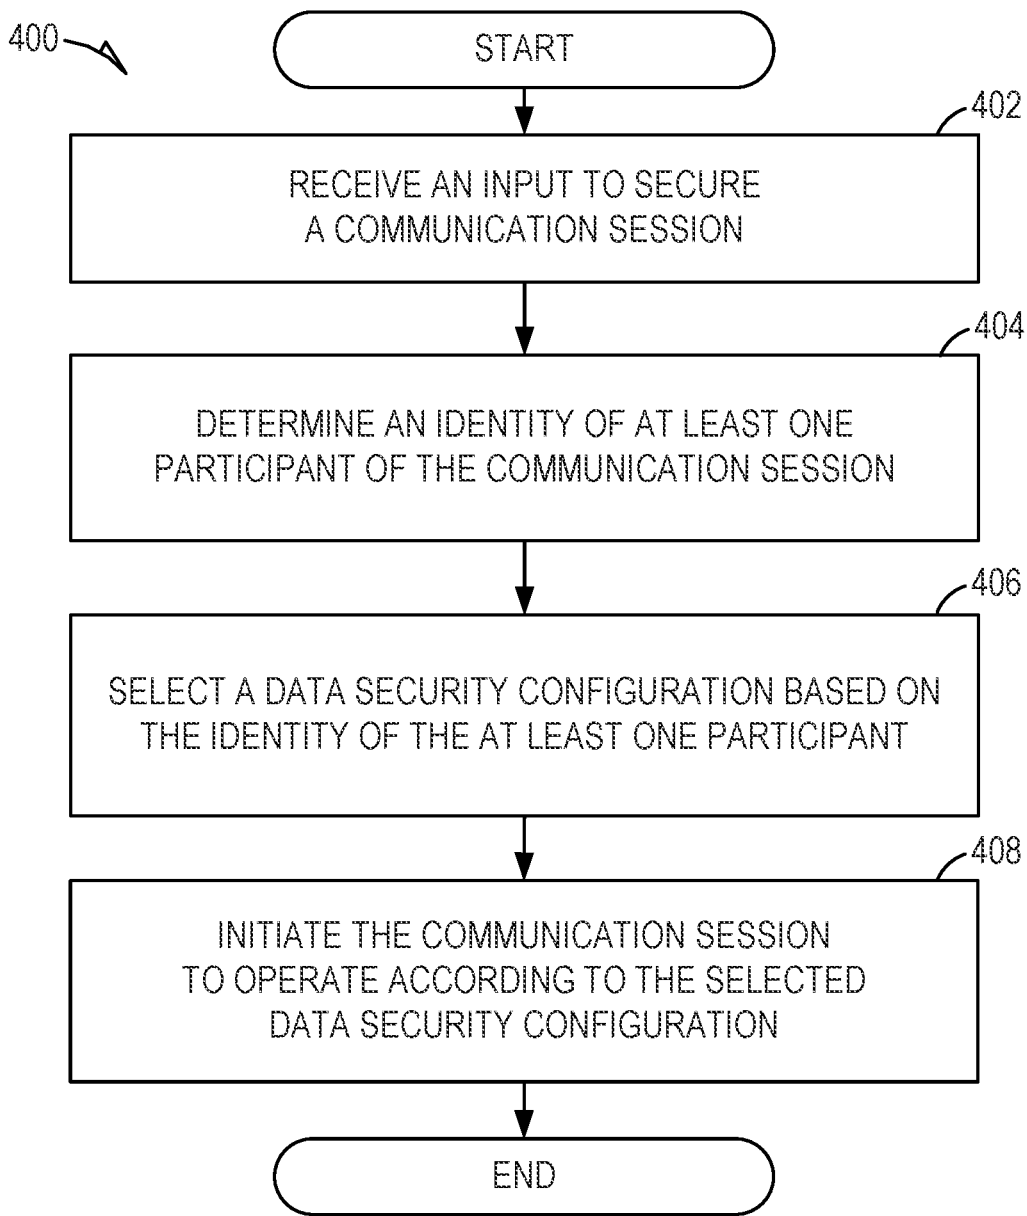 400
START
402
RECEIVE AN INPUT TO SECURE
A COMMUNICATION SESSION
404
DETERMINE AN IDENTITY OF AT LEAST ONE
PARTICIPANT OF THE COMMUNICATION SESSION
406
SELECT A DATA SECURITY CONFIGURATION BASED ON
THE IDENTITY OF THE AT LEAST ONE PARTICIPANT
408
INITIATE THE COMMUNICATION SESSION
TO OPERATE ACCORDING TO THE SELECTED
DATA SECURITY CONFIGURATION
END